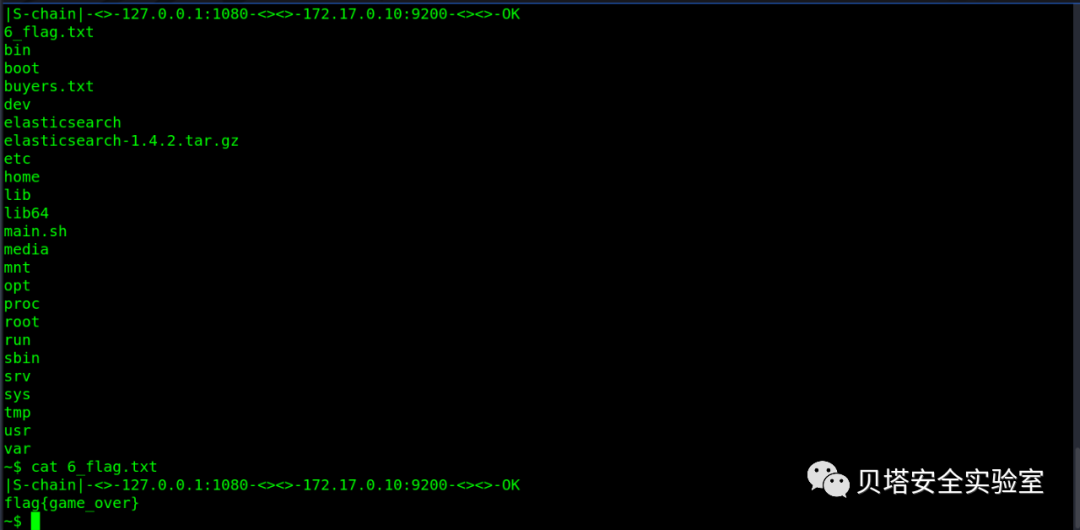 |S-chain|-<>-127.0.0.1:1080-<><>-172.17.0.10:9200-<><>-OK
6_flag.txt
bin
boot
buyers.txt
dev
elasticsearch
elasticsearch-1.4.2.tar.gz
etc
home
lib
lib64
main.sh
media
mnt
opt
proc
root
run
sbin
srv
sys
tmp
usr
var
~$ cat 6_flag.txt
|S-chain|-<>-127.0.0.1:1080-<><>-172.17.0.10:9200-<><>-OK
flag{game_over}
~$
贝塔安全实验室